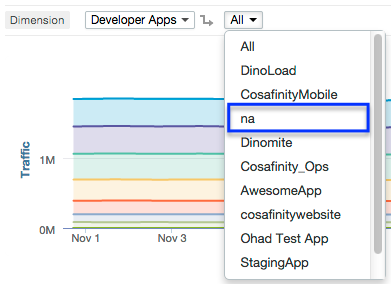 Dimension Developer Apps All
All
DinoLoad
CosafinityMobile
na
Dinomite
Cosafinity_Ops
AwesomeApp
cosafinitywebsite
Ohad Test App
StagingApp
Traffic
1M
0M
Nov 1 Nov 3